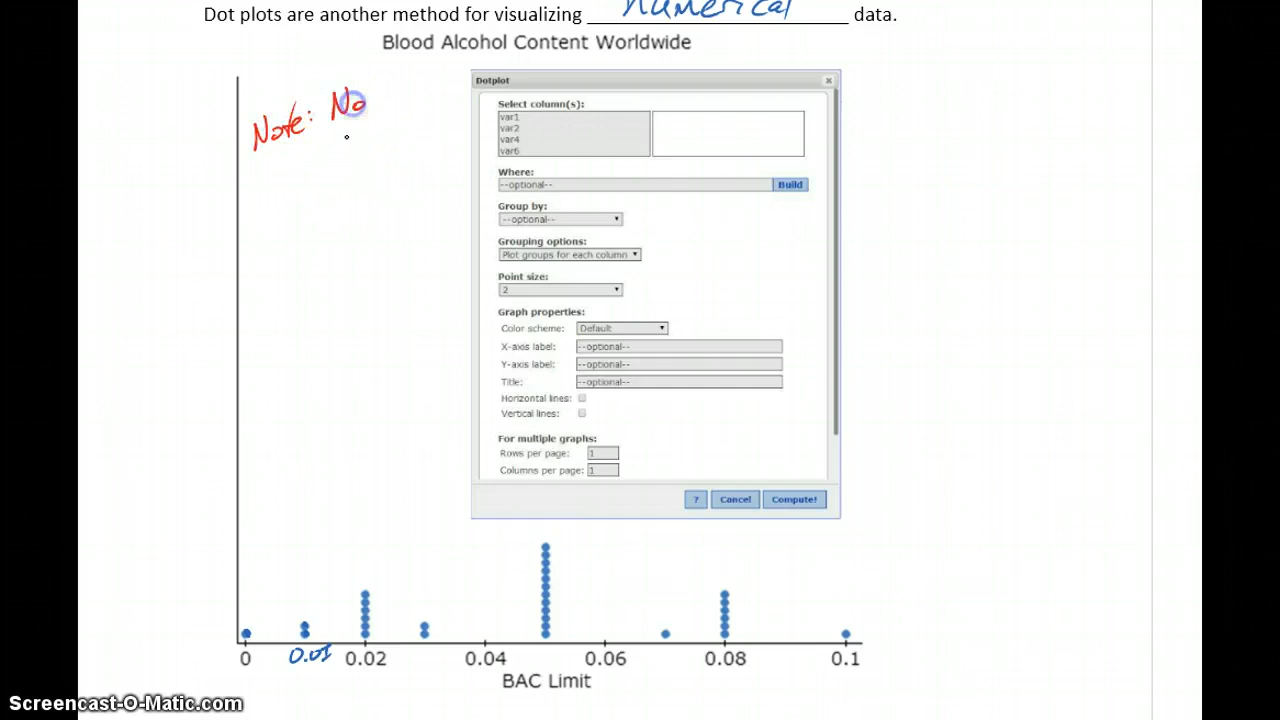 Dot plots are another method for visualizing numerical data.
Blood Alcohol Content Worldwide
Note: No
Dotplot
Select column(s):
var1
var2
var4
var6
Where:
--optional--
Build
Group by:
--optional--
Grouping options:
Plot groups for each column
Point size:
2
Graph properties:
Color scheme: Default
X-axis label: --optional--
Y-axis label: --optional--
Title: --optional--
Horizontal lines:
Vertical lines:
For multiple graphs:
Rows per page: 1
Columns per page: 1
? Cancel Compute!
0 0.01 0.02 0.04 0.06 0.08 0.1
BAC Limit
Screencast-O-Matic.com